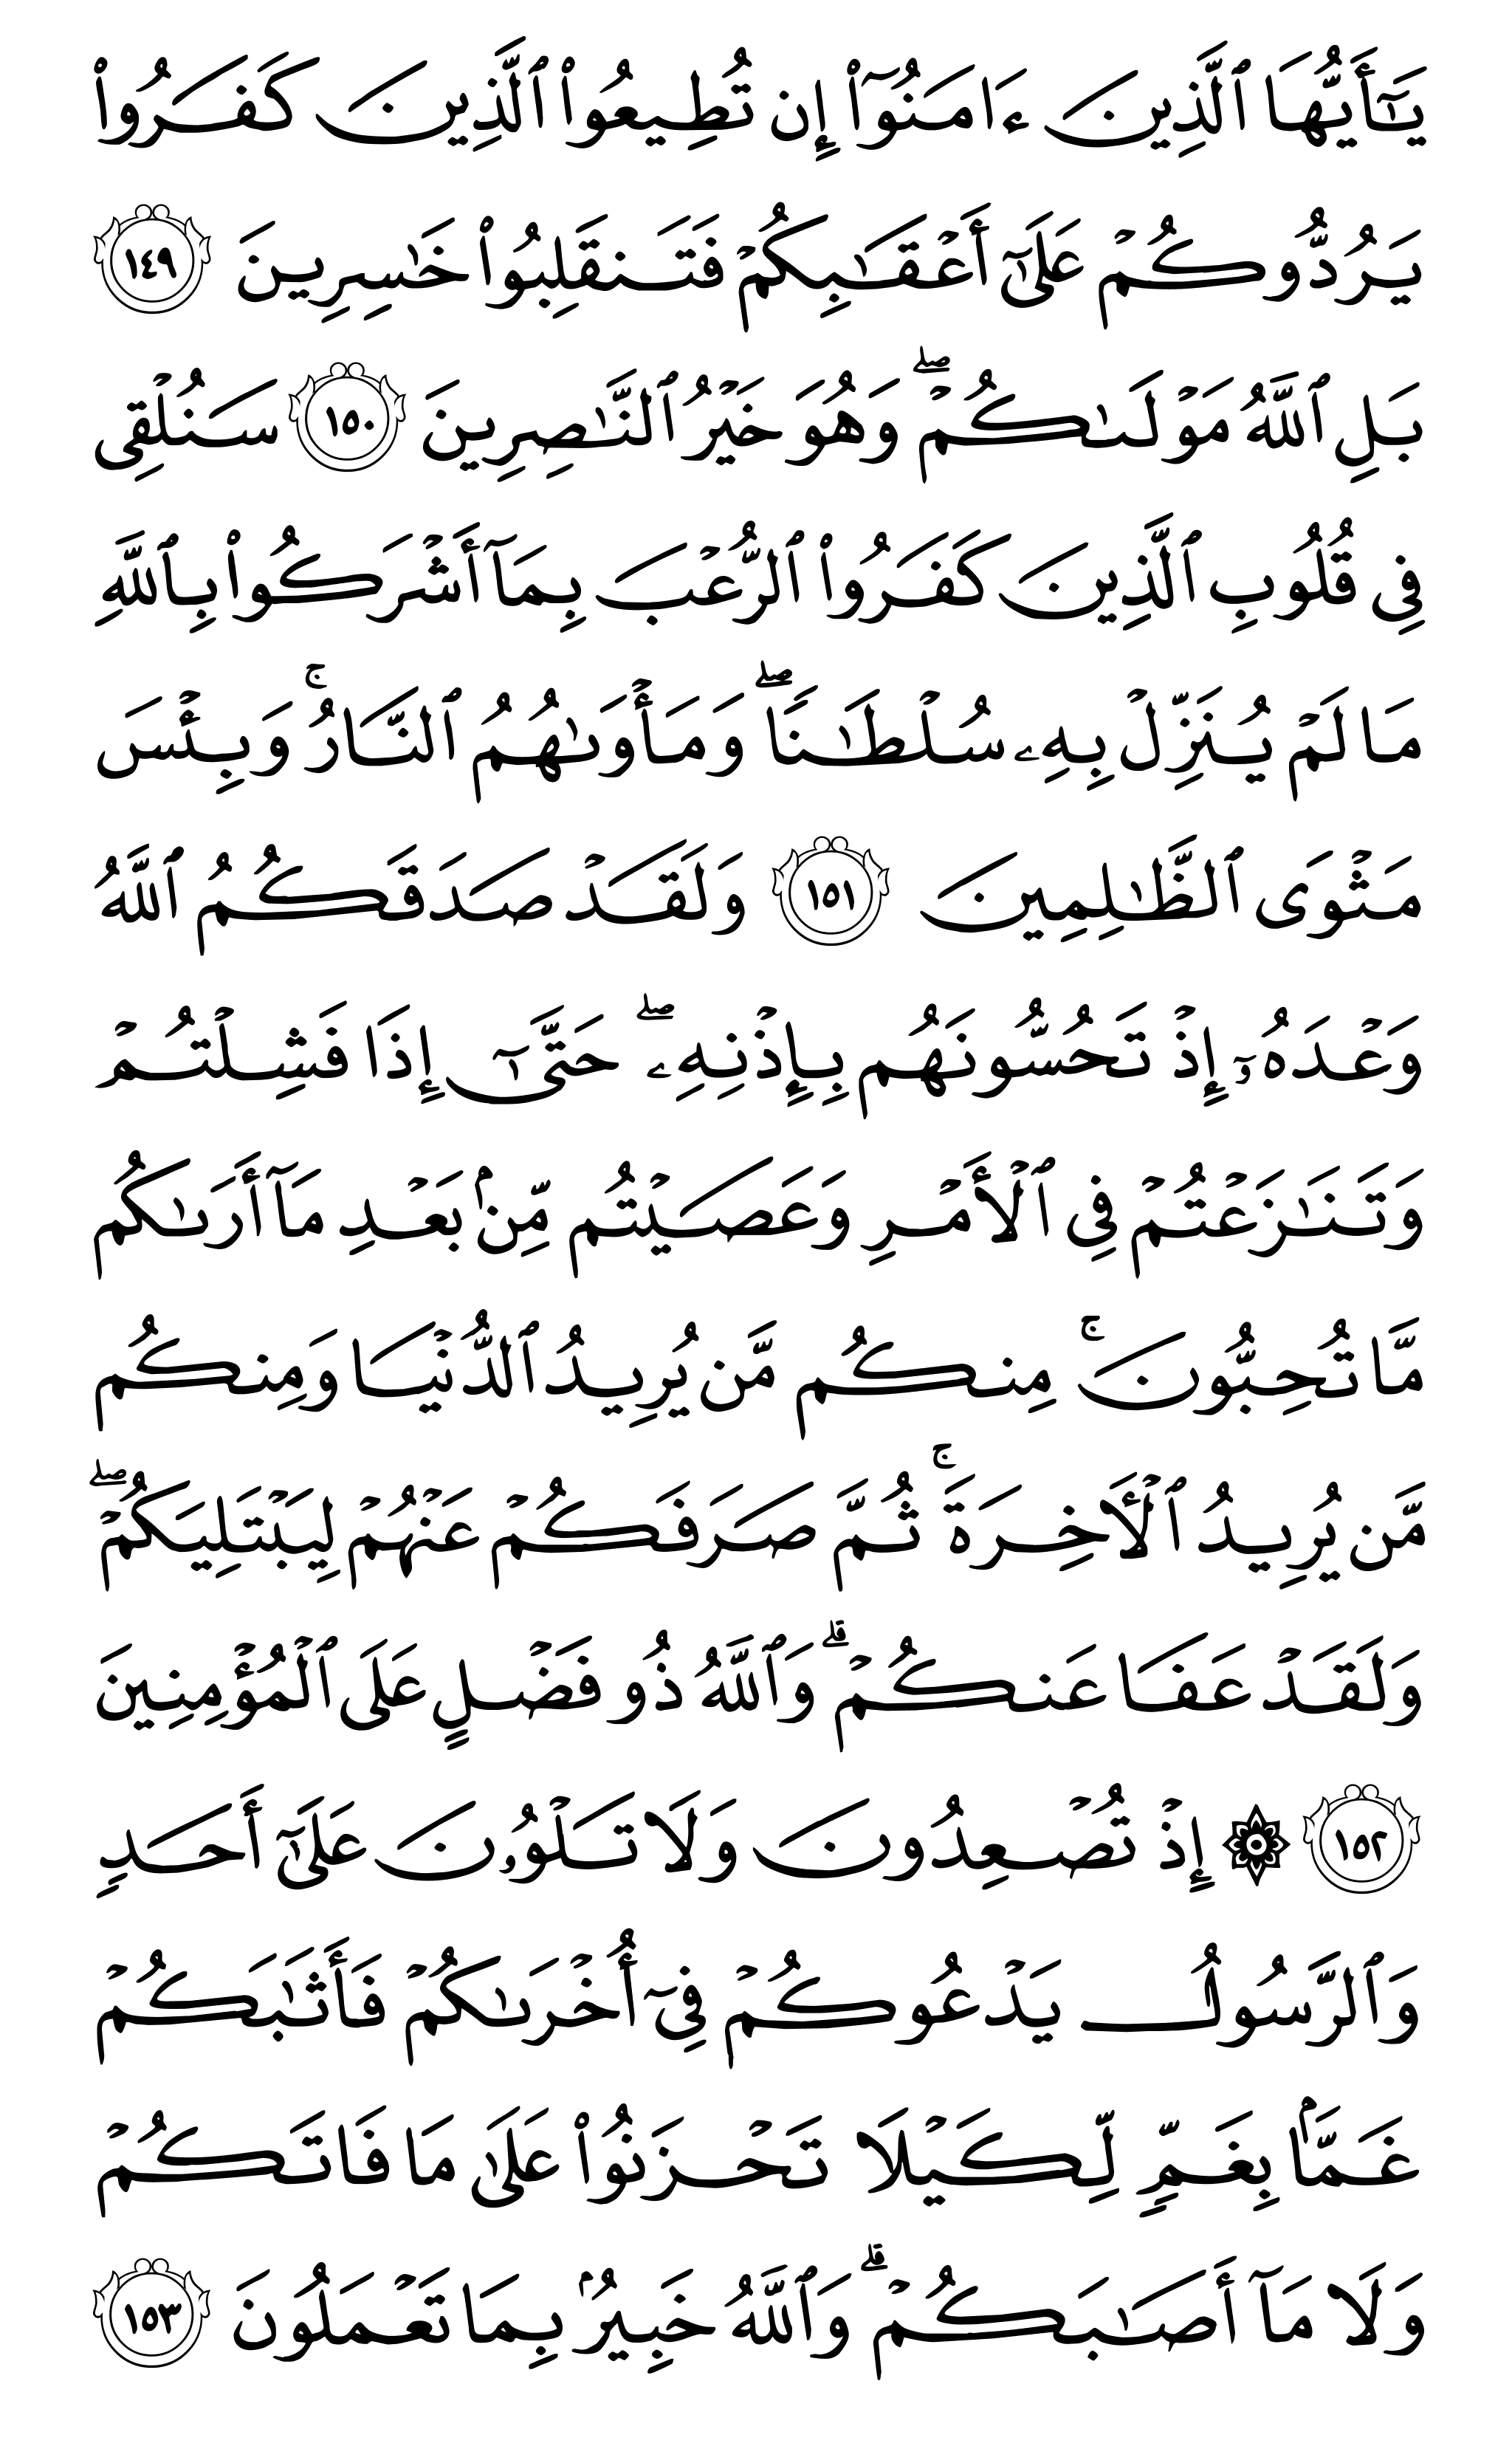 يَـٰٓأَيُّهَا ٱلَّذِينَ ءَامَنُوٓا۟ إِن تُطِيعُوا۟ ٱلَّذِينَ كَفَرُوا۟
يَرُدُّوكُمْ عَلَىٰٓ أَعْقَـٰبِكُمْ فَتَنقَلِبُوا۟ خَـٰسِرِينَ ١٤٩
بَلِ ٱللَّهُ مَوْلَىٰكُمْ ۖ وَهُوَ خَيْرُ ٱلنَّـٰصِرِينَ ١٥٠ سَنُلْقِى
فِى قُلُوبِ ٱلَّذِينَ كَفَرُوا۟ ٱلرُّعْبَ بِمَآ أَشْرَكُوا۟ بِٱللَّهِ
مَا لَمْ يُنَزِّلْ بِهِۦ سُلْطَـٰنًا ۖ وَمَأْوَىٰهُمُ ٱلنَّارُ ۚ وَبِئْسَ
مَثْوَى ٱلظَّـٰلِمِينَ ١٥١ وَلَقَدْ صَدَقَكُمُ ٱللَّهُ
وَعْدَهُۥٓ إِذْ تَحُسُّونَهُم بِإِذْنِهِۦ ۖ حَتَّىٰٓ إِذَا فَشِلْتُمْ
وَتَنَـٰزَعْتُمْ فِى ٱلْأَمْرِ وَعَصَيْتُم مِّنۢ بَعْدِ مَآ أَرَىٰكُم
مَّا تُحِبُّونَ ۚ مِنكُم مَّن يُرِيدُ ٱلدُّنْيَا وَمِنكُم
مَّن يُرِيدُ ٱلْـَٔاخِرَةَ ۚ ثُمَّ صَرَفَكُمْ عَنْهُمْ لِيَبْتَلِيَكُمْ ۖ
وَلَقَدْ عَفَا عَنكُمْ ۗ وَٱللَّهُ ذُو فَضْلٍ عَلَى ٱلْمُؤْمِنِينَ
١٥٢ ۞ إِذْ تُصْعِدُونَ وَلَا تَلْوُۥنَ عَلَىٰٓ أَحَدٍ
وَٱلرَّسُولُ يَدْعُوكُمْ فِىٓ أُخْرَىٰكُمْ فَأَثَـٰبَكُمْ
غَمًّۢا بِغَمٍّ لِّكَيْلَا تَحْزَنُوا۟ عَلَىٰ مَا فَاتَكُمْ
وَلَا مَآ أَصَـٰبَكُمْ ۗ وَٱللَّهُ خَبِيرٌۢ بِمَا تَعْمَلُونَ ١٥٣